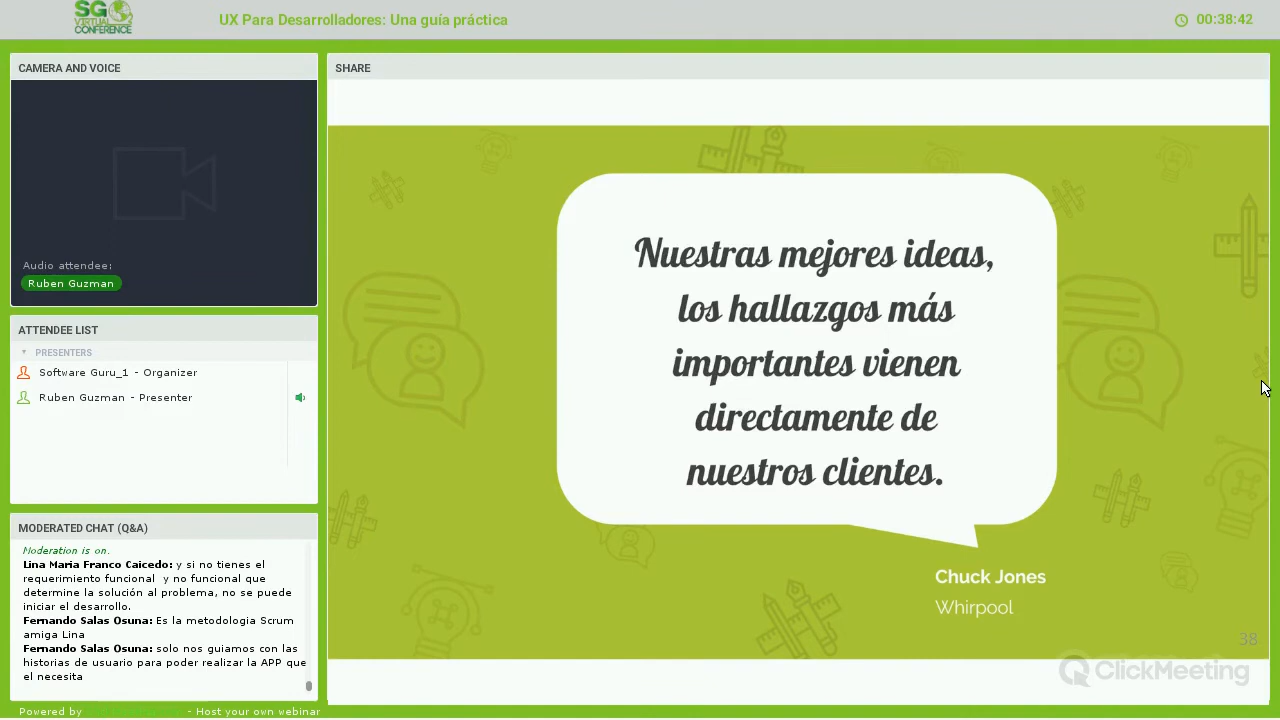 SG
VIRTUAL
CONFERENCE
UX Para Desarrolladores: Una guía práctica
00:38:42
CAMERA AND VOICE
Audio attendee:
Ruben Guzman
ATTENDEE LIST
PRESENTERS
Software Guru_1 - Organizer
Ruben Guzman - Presenter
MODERATED CHAT (Q&A)
Moderation is on.
Lina Maria Franco Caicedo: y si no tienes el
requerimiento funcional y no funcional que
determine la solución al problema, no se puede
iniciar el desarrollo.
Fernando Salas Osuna: Es la metodologia Scrum
amiga Lina
Fernando Salas Osuna: solo nos guiamos con las
historias de usuario para poder realizar la APP que
el necesita
Powered by
- Host your own webinar
SHARE
Nuestras mejores ideas,
los hallazgos más
importantes vienen
directamente de
nuestros clientes.
Chuck Jones
Whirpool
38
ClickMeeting